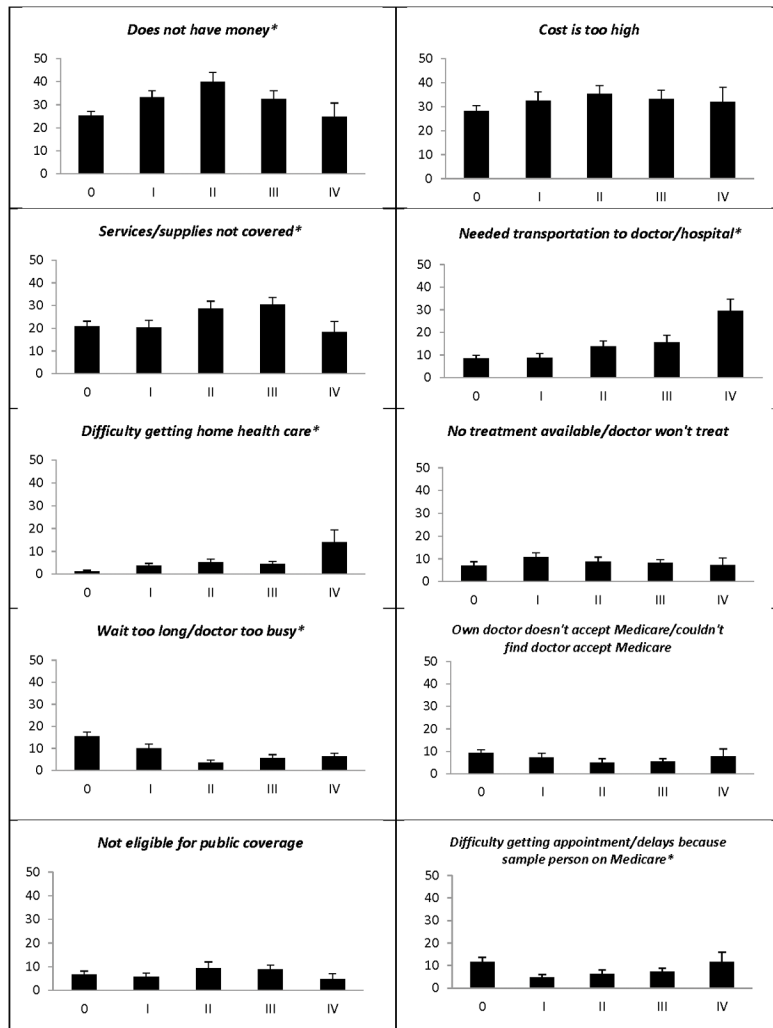 Does not have money*
50
40
30
20
10
0
0 I II III IV
Cost is too high
50
40
30
20
10
0
0 I II III IV
Services/supplies not covered*
50
40
30
20
10
0
0 I II III IV
Needed transportation to doctor/hospital*
50
40
30
20
10
0
0 I II III IV
Difficulty getting home health care*
50
40
30
20
10
0
0 I II III IV
No treatment available/doctor won't treat
50
40
30
20
10
0
0 I II III IV
Wait too long/doctor too busy*
50
40
30
20
10
0
0 I II III IV
Own doctor doesn't accept Medicare/couldn't
find doctor accept Medicare
50
40
30
20
10
0
0 I II III IV
Not eligible for public coverage
50
40
30
20
10
0
0 I II III IV
Difficulty getting appointment/delays because
sample person on Medicare*
50
40
30
20
10
0
0 I II III IV